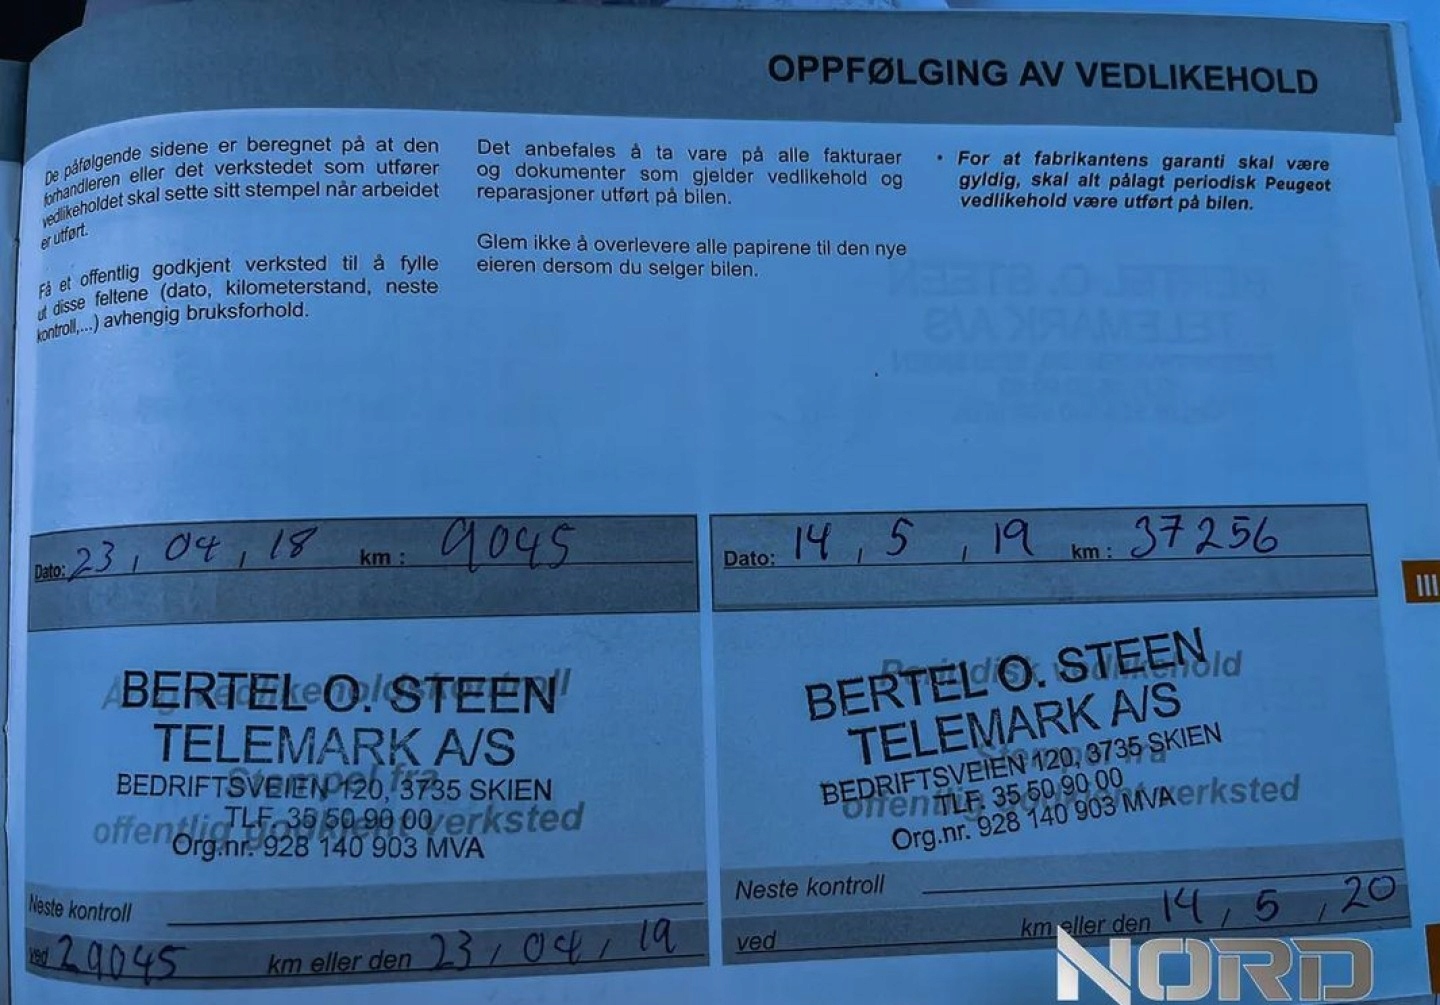 OPPFØLGING AV VEDLIKEHOLD
De påfølgende sidene er beregnet på at den
forhandleren eller det verkstedet som utfører
vedlikeholdet skal sette sitt stempel når arbeidet
er utført.
Få et offentlig godkjent verksted til å fylle
ut disse feltene (dato, kilometerstand, neste
kontroll,...) avhengig bruksforhold.
Det anbefales å ta vare på alle fakturaer
og dokumenter som gjelder vedlikehold og
reparasjoner utført på bilen.
Glem ikke å overlevere alle papirene til den nye
eieren dersom du selger bilen.
• For at fabrikantens garanti skal være
gyldig, skal alt pålagt periodisk Peugeot
vedlikehold være utført på bilen.
Dato: 23, 04, 18 km : 9045
BERTEL O. STEEN
TELEMARK A/S
BEDRIFTSVEIEN 120, 3735 SKIEN
TLF. 35 50 90 00
Org.nr. 928 140 903 MVA
vedlikeholdskontroll
Stempel fra
offentlig godkjent verksted
Neste kontroll
ved 29045 km eller den 23, 04, 19
Dato: 14, 5, 19 km : 37256
BERTEL O. STEEN
TELEMARK A/S
BEDRIFTSVEIEN 120, 3735 SKIEN
TLF. 35 50 90 00
Org.nr. 928 140 903 MVA
Periodisk vedlikehold
Stempel fra
offentlig godkjent verksted
Neste kontroll
ved km eller den 14, 5, 20
III
NORD